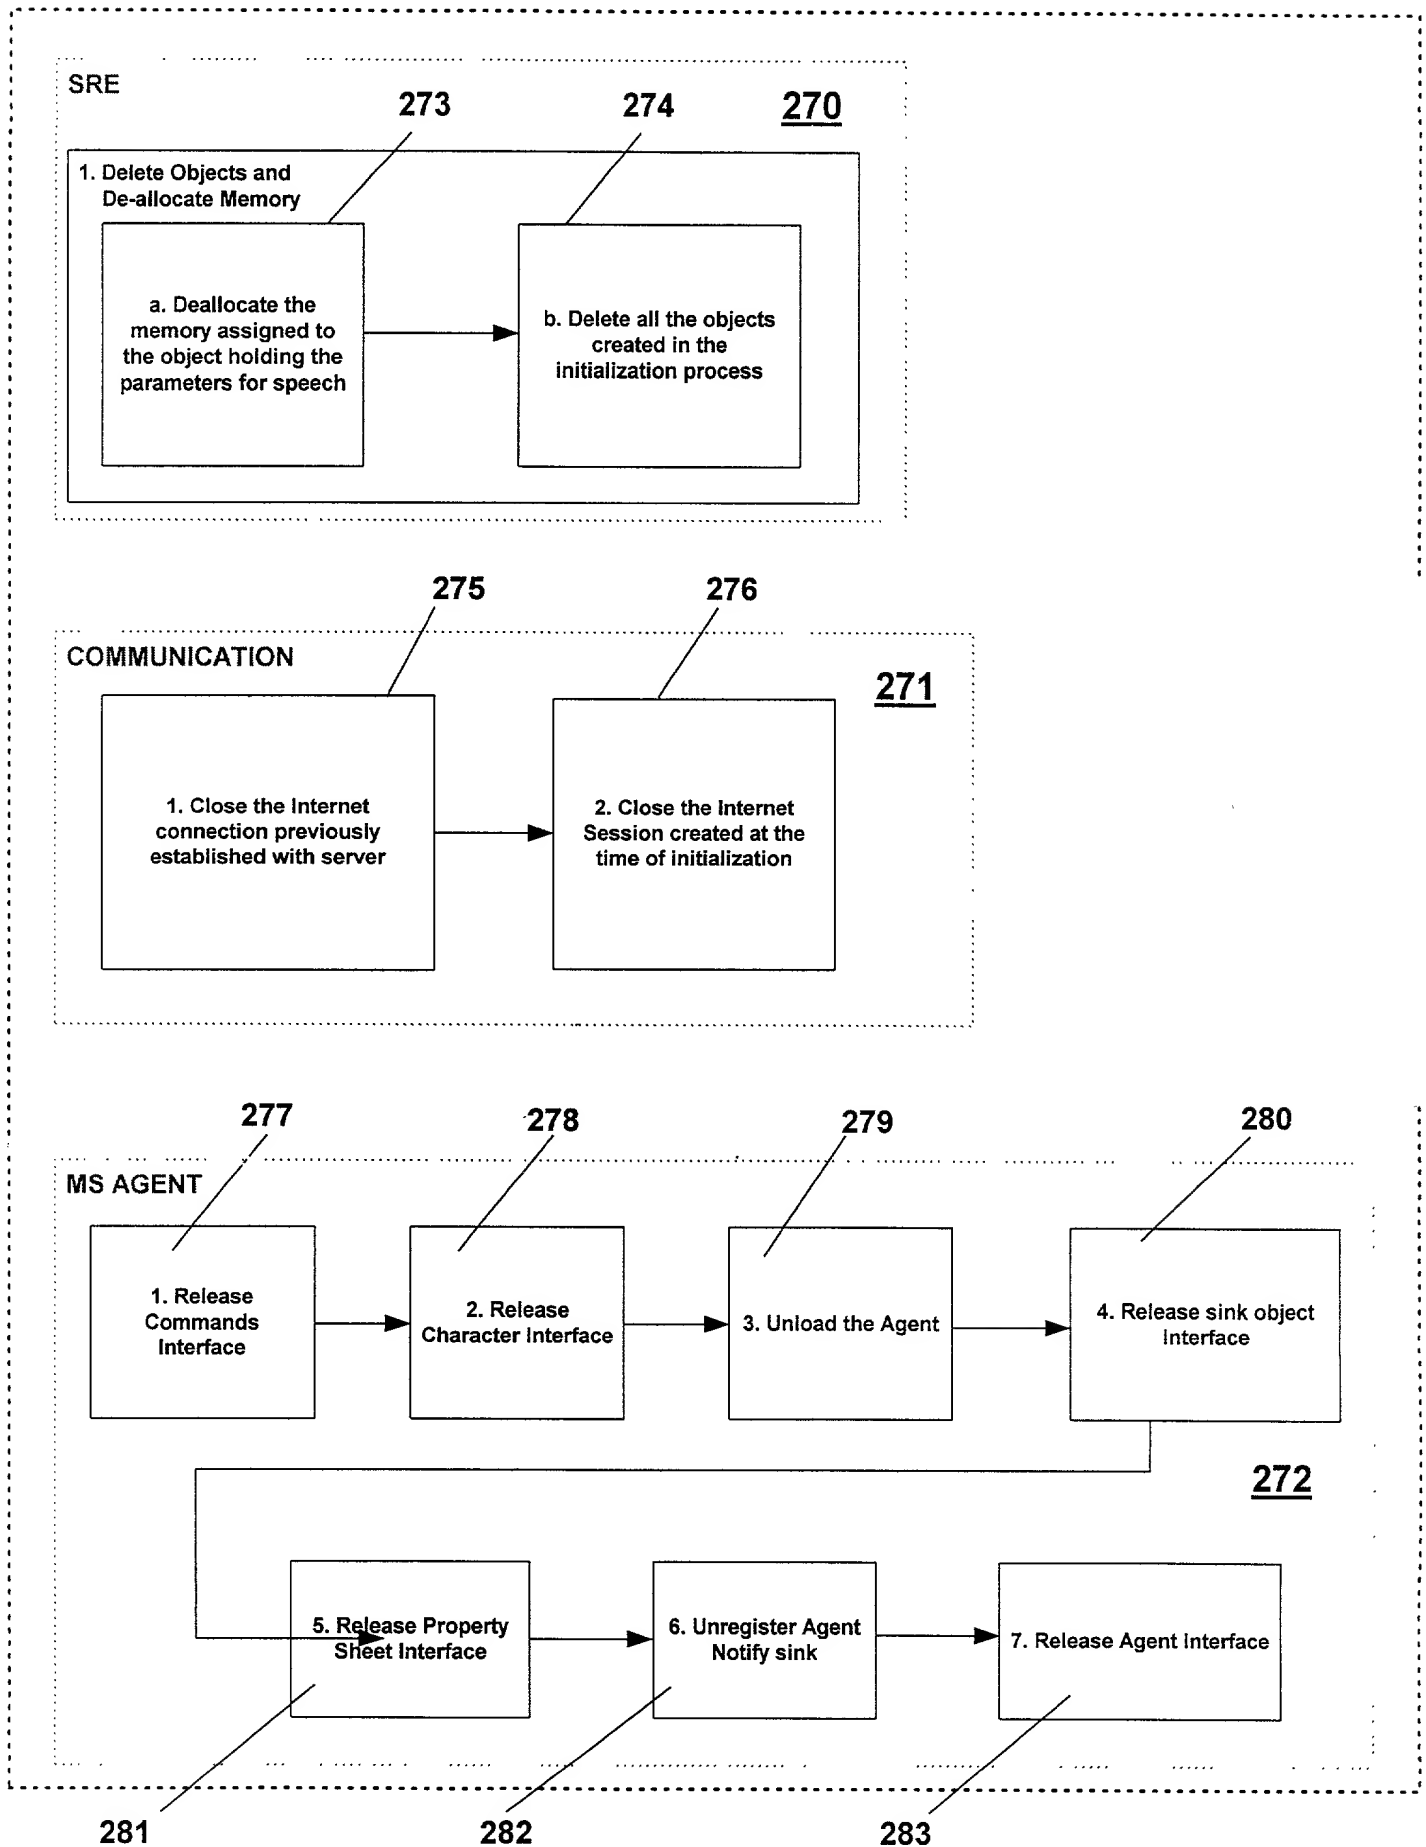 SRE
273
274
270
1. Delete Objects and
De-allocate Memory
a. Deallocate the
memory assigned to
the object holding the
parameters for speech
b. Delete all the objects
created in the
initialization process
275
276
COMMUNICATION
271
1. Close the Internet
connection previously
established with server
2. Close the Internet
Session created at the
time of initialization
277
278
279
280
MS AGENT
1. Release
Commands
Interface
2. Release
Character Interface
3. Unload the Agent
4. Release sink object
Interface
272
5. Release Property
Sheet Interface
6. Unregister Agent
Notify sink
7. Release Agent Interface
281
282
283